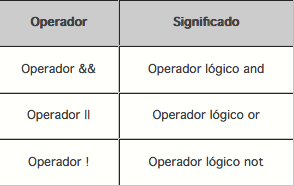 Operador Significado
Operador && Operador lógico and
Operador || Operador lógico or
Operador ! Operador lógico not